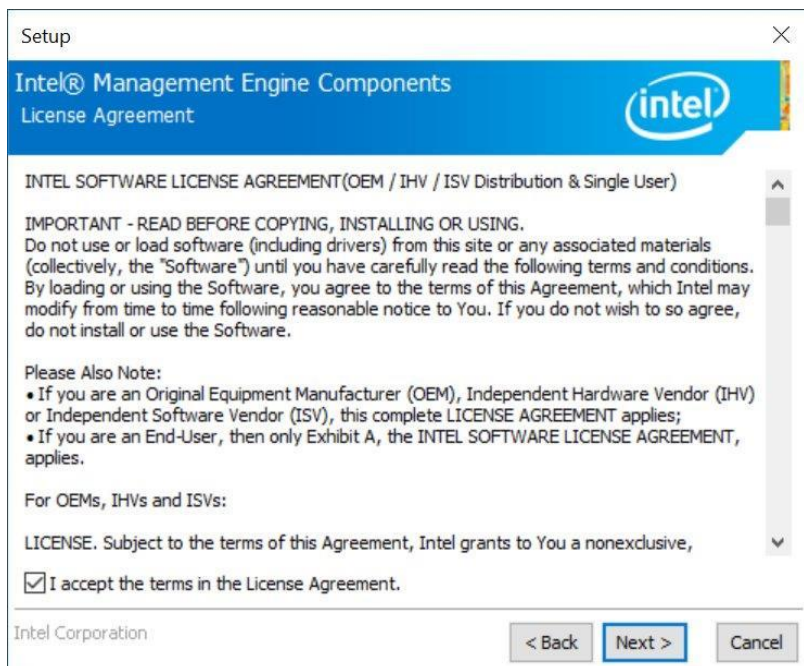 Setup
Intel® Management Engine Components
License Agreement
intel
INTEL SOFTWARE LICENSE AGREEMENT(OEM / IHV / ISV Distribution & Single User)
IMPORTANT - READ BEFORE COPYING, INSTALLING OR USING.
Do not use or load software (including drivers) from this site or any associated materials
(collectively, the "Software") until you have carefully read the following terms and conditions.
By loading or using the Software, you agree to the terms of this Agreement, which Intel may
modify from time to time following reasonable notice to You. If you do not wish to so agree,
do not install or use the Software.
Please Also Note:
• If you are an Original Equipment Manufacturer (OEM), Independent Hardware Vendor (IHV)
or Independent Software Vendor (ISV), this complete LICENSE AGREEMENT applies;
• If you are an End-User, then only Exhibit A, the INTEL SOFTWARE LICENSE AGREEMENT,
applies.
For OEMs, IHVs and ISVs:
LICENSE. Subject to the terms of this Agreement, Intel grants to You a nonexclusive,
I accept the terms in the License Agreement.
Intel Corporation
< Back
Next >
Cancel